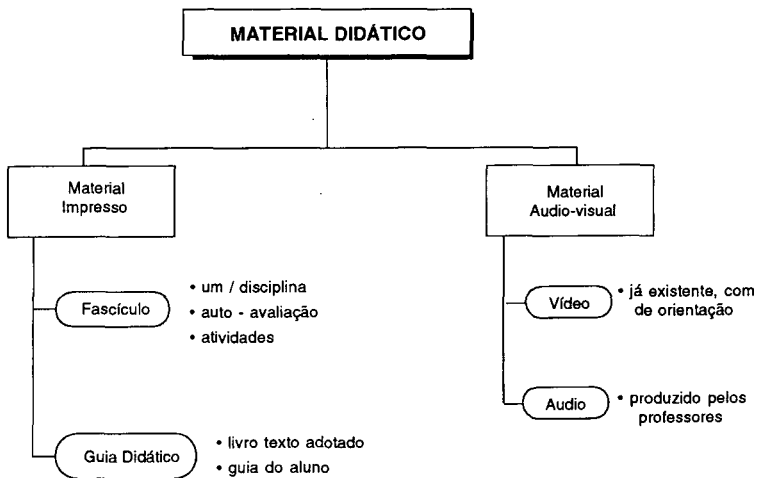 MATERIAL DIDÁTICO
Material
Impresso
Fascículo
• um / disciplina
• auto - avaliação
• atividades
Guia Didático
• livro texto adotado
• guia do aluno
Material
Audio-visual
Vídeo
• já existente, com
de orientação
Audio
• produzido pelos
professores